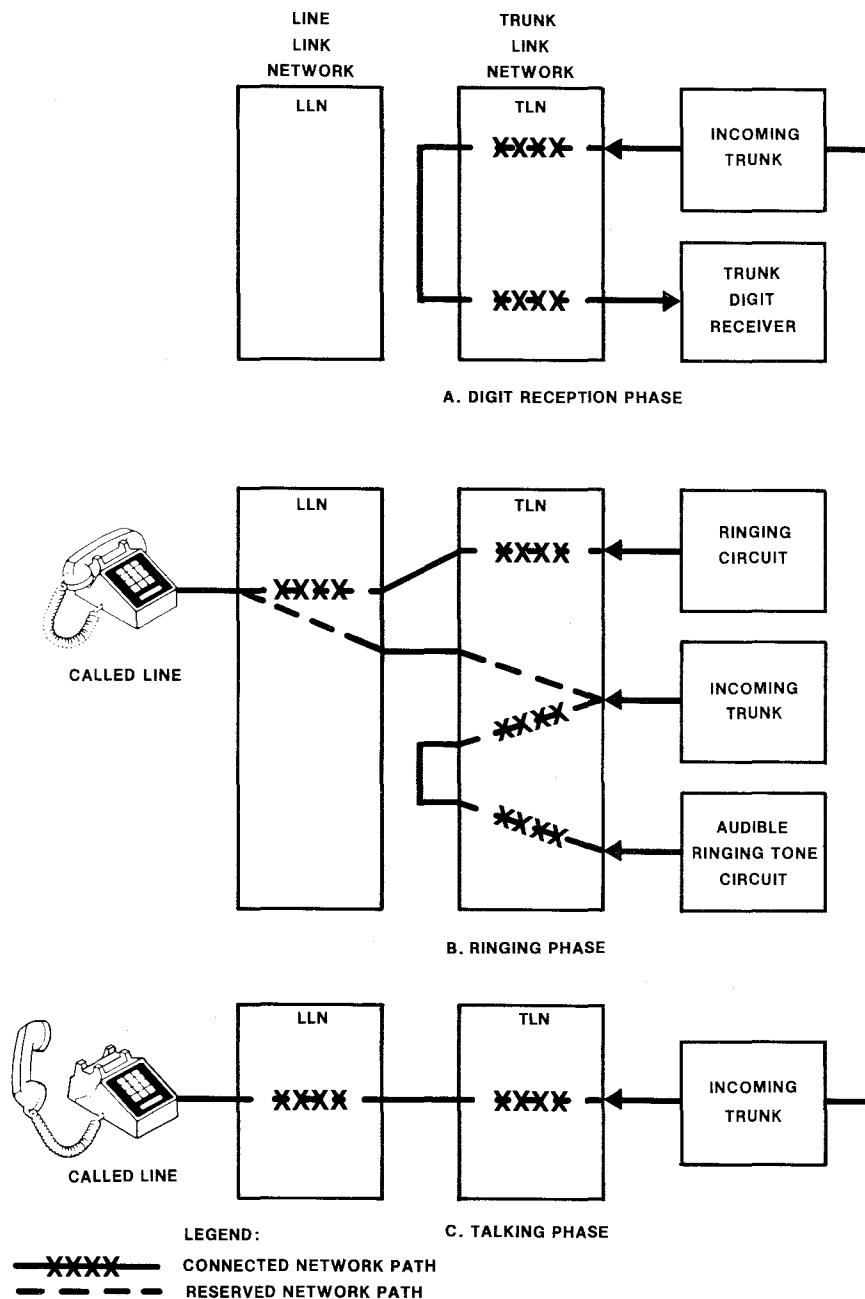 LINE
LINK
NETWORK
TRUNK
LINK
NETWORK
LLN
TLN
INCOMING
TRUNK
TRUNK
DIGIT
RECEIVER
A. DIGIT RECEPTION PHASE
LLN
TLN
RINGING
CIRCUIT
CALLED LINE
INCOMING
TRUNK
AUDIBLE
RINGING TONE
CIRCUIT
B. RINGING PHASE
LLN
TLN
INCOMING
TRUNK
CALLED LINE
C. TALKING PHASE
LEGEND:
CONNECTED NETWORK PATH
RESERVED NETWORK PATH